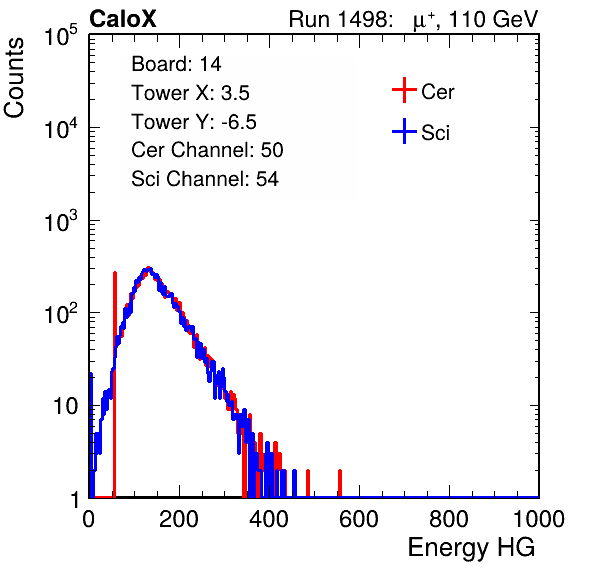 CaloX Run 1498: μ⁺, 110 GeV
Board: 14
Tower X: 3.5
Tower Y: -6.5
Cer Channel: 50
Sci Channel: 54
Cer
Sci
Counts
10⁵
10⁴
10³
10²
10
1
0 200 400 600 800 1000
Energy HG